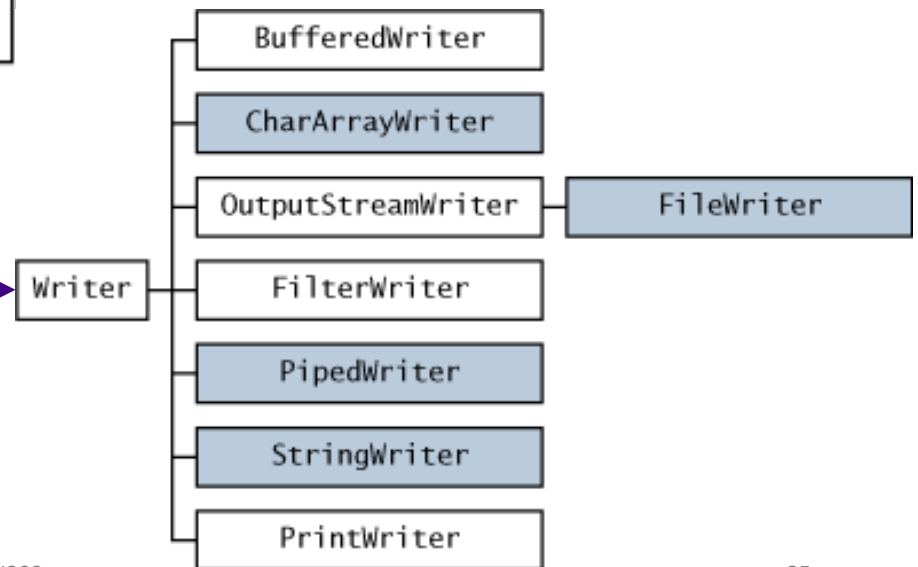 BufferedWriter
CharArrayWriter
OutputStreamWriter FileWriter
Writer FilterWriter
PipedWriter
StringWriter
PrintWriter